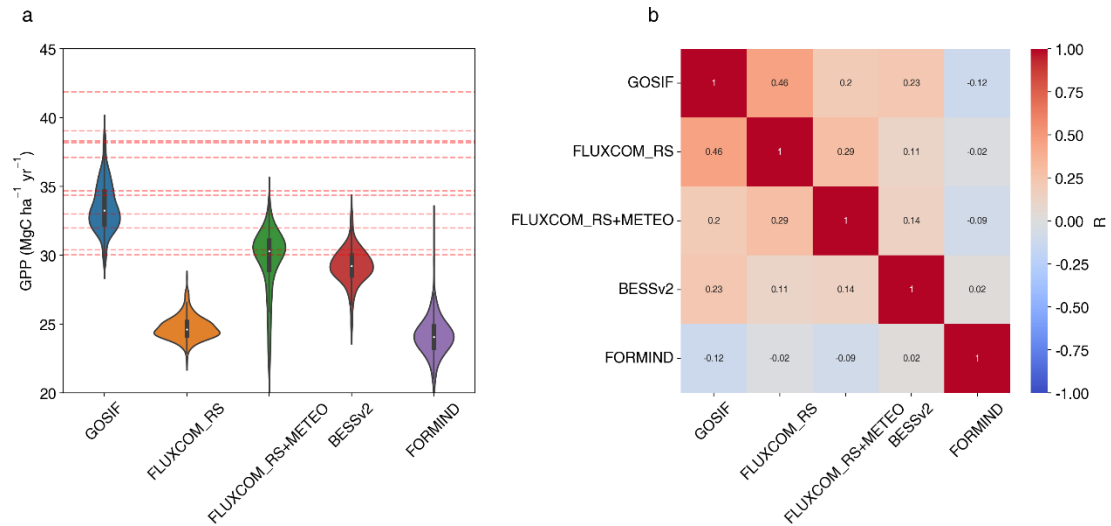 a
45
40
35
30
25
20
GPP (MgC ha⁻¹ yr⁻¹)
GOSIF
FLUXCOM_RS
FLUXCOM_RS+METEO
BESSv2
FORMIND
b
GOSIF
FLUXCOM_RS
FLUXCOM_RS+METEO
BESSv2
FORMIND
1 0.46 0.2 0.23 -0.12
0.46 1 0.29 0.11 -0.02
0.2 0.29 1 0.14 -0.09
0.23 0.11 0.14 1 0.02
-0.12 -0.02 -0.09 0.02 1
GOSIF
FLUXCOM_RS
FLUXCOM_RS+METEO
BESSv2
FORMIND
1.00
0.75
0.50
0.25
0.00
-0.25
-0.50
-0.75
-1.00
R